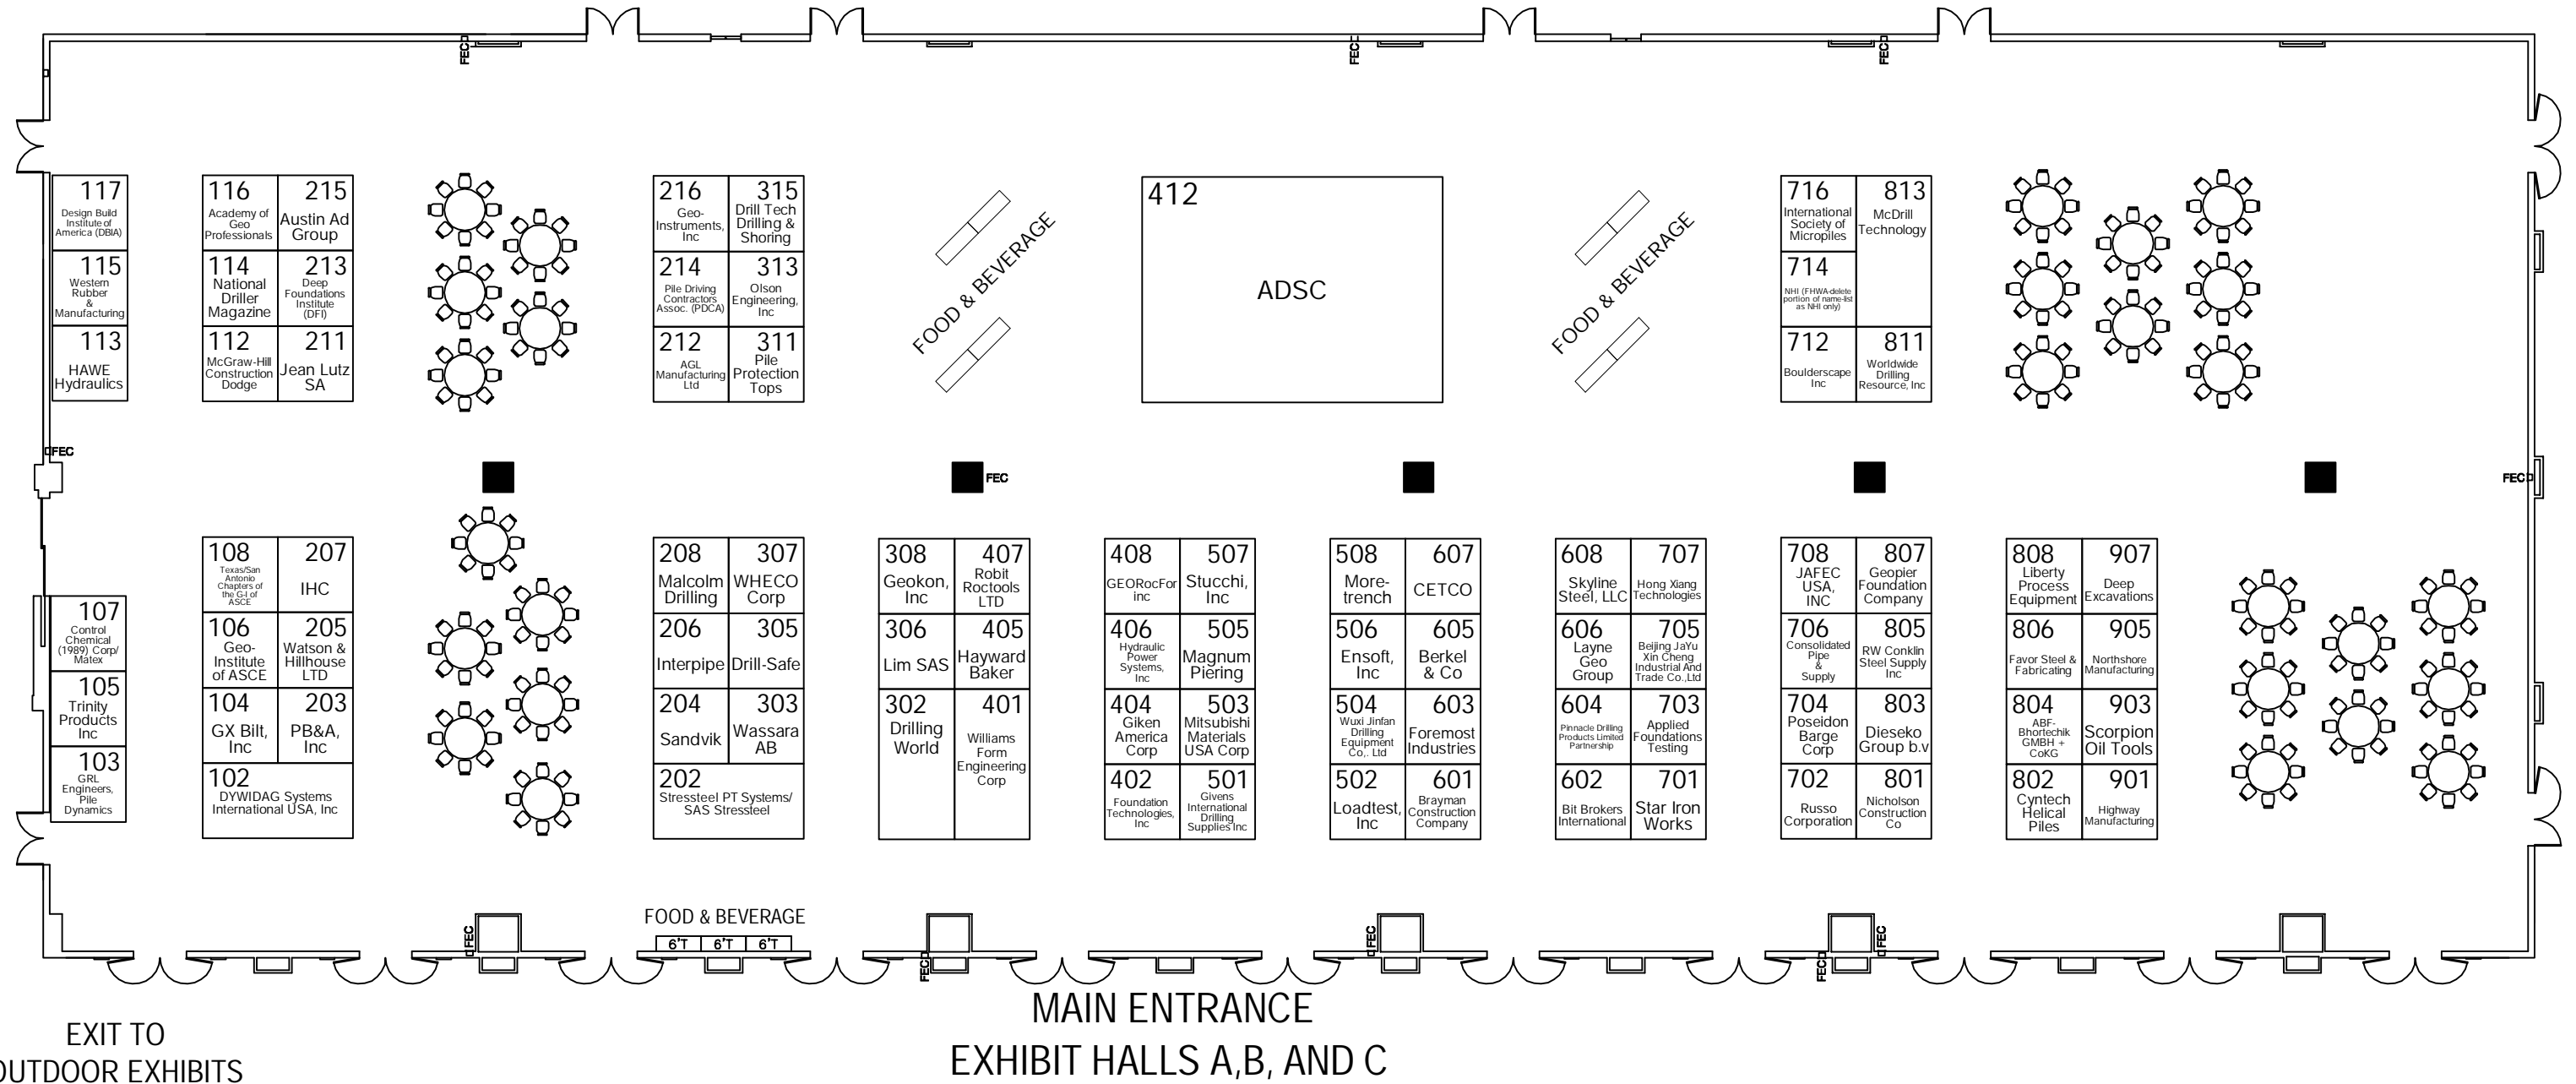 FEC
FEC
FEC
117
Design Build
Institute of
America (DBIA)
115
Western
Rubber
&
Manufacturing
113
HAWE
Hydraulics
116
Academy of
Geo
Professionals
215
Austin Ad
Group
114
National
Driller
Magazine
213
Deep
Foundations
Institute
(DFI)
112
McGraw-Hill
Construction
Dodge
211
Jean Lutz
SA
216
Geo-
Instruments,
Inc
315
Drill Tech
Drilling &
Shoring
214
Pile Driving
Contractors
Assoc. (PDCA)
313
Olson
Engineering,
Inc
212
AGL
Manufacturing
Ltd
311
Pile
Protection
Tops
FOOD & BEVERAGE
412
ADSC
FOOD & BEVERAGE
716
International
Society of
Micropiles
813
McDrill
Technology
714
NHI (FHWA-delete
portion of name-list
as NHI only)
712
Boulderscape
Inc
811
Worldwide
Drilling
Resource, Inc
FEC
FEC
FEC
107
Control
Chemical
(1989) Corp/
Matex
105
Trinity
Products
Inc
103
GRL
Engineers,
Pile
Dynamics
108
Texas/San
Antonio
Chapters of
the G-I of
ASCE
207
IHC
106
Geo-
Institute
of ASCE
205
Watson &
Hillhouse
LTD
104
GX Bilt,
Inc
203
PB&A,
Inc
102
DYWIDAG Systems
International USA, Inc
208
Malcolm
Drilling
307
WHECO
Corp
206
Interpipe
305
Drill-Safe
204
Sandvik
303
Wassara
AB
202
Stressteel PT Systems/
SAS Stressteel
308
Geokon,
Inc
407
Robit
Roctools
LTD
306
Lim SAS
405
Hayward
Baker
302
Drilling
World
401
Williams
Form
Engineering
Corp
408
GEORocFor
inc
507
Stucchi,
Inc
406
Hydraulic
Power
Systems,
Inc
505
Magnum
Piering
404
Giken
America
Corp
503
Mitsubishi
Materials
USA Corp
402
Foundation
Technologies,
Inc
501
Givens
International
Drilling
Supplies Inc
508
More-
trench
607
CETCO
506
Ensoft,
Inc
605
Berkel
& Co
504
Wuxi Jinfan
Drilling
Equipment
Co,. Ltd
603
Foremost
Industries
502
Loadtest,
Inc
601
Brayman
Construction
Company
608
Skyline
Steel, LLC
707
Hong Xiang
Technologies
606
Layne
Geo
Group
705
Beijing JaYu
Xin Cheng
Industrial And
Trade Co.,Ltd
604
Pinnacle Drilling
Products Limited
Partnership
703
Applied
Foundations
Testing
602
Bit Brokers
International
701
Star Iron
Works
708
JAFEC
USA,
INC
807
Geopier
Foundation
Company
706
Consolidated
Pipe
&
Supply
805
RW Conklin
Steel Supply
Inc
704
Poseidon
Barge
Corp
803
Dieseko
Group b.v
702
Russo
Corporation
801
Nicholson
Construction
Co
808
Liberty
Process
Equipment
907
Deep
Excavations
806
Favor Steel &
Fabricating
905
Northshore
Manufacturing
804
ABF-
Bhortechik
GMBH +
CoKG
903
Scorpion
Oil Tools
802
Cyntech
Helical
Piles
901
Highway
Manufacturing
FOOD & BEVERAGE
6'T 6'T 6'T
FEC
FEC
FEC
FEC
FEC
MAIN ENTRANCE
EXHIBIT HALLS A,B, AND C
EXIT TO
OUTDOOR EXHIBITS